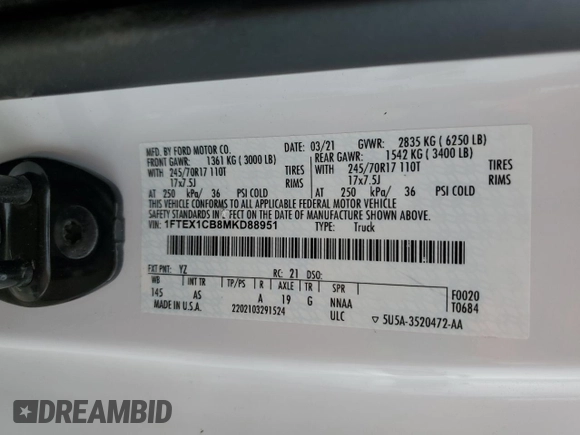 MFD. BY FORD MOTOR CO. DATE: 03/21 GVWR: 2835 KG ( 6250 LB)
FRONT GAWR: 1361 KG ( 3000 LB) REAR GAWR: 1542 KG ( 3400 LB)
WITH 245/70R17 110T TIRES WITH 245/70R17 110T TIRES
17x7.5J RIMS 17x7.5J RIMS
AT 250 kPa/ 36 PSI COLD AT 250 kPa/ 36 PSI COLD
THIS VEHICLE CONFORMS TO ALL APPLICABLE FEDERAL MOTOR VEHICLE
SAFETY STANDARDS IN EFFECT ON THE DATE OF MANUFACTURE SHOWN ABOVE.
VIN: 1FTEX1CB8MKD88951 TYPE: Truck
EXT PNT: YZ RC: 21 DSO:
WB INT TR TP/PS R AXLE TR SPR
145 AS A 19 G NNAA F0020
ULC T0684
MADE IN U.S.A. 2202103291524 ▽ 5U5A-3520472-AA
DREAMBID